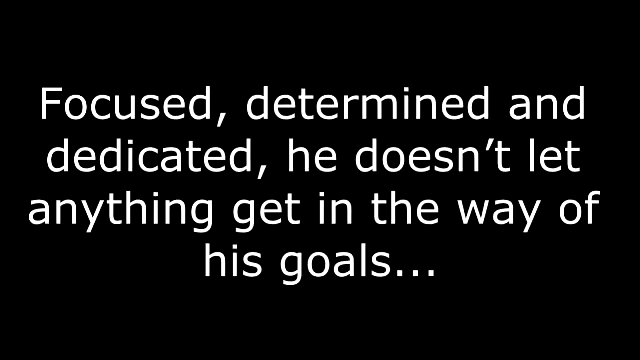 Focused, determined and
dedicated, he doesn’t let
anything get in the way of
his goals...